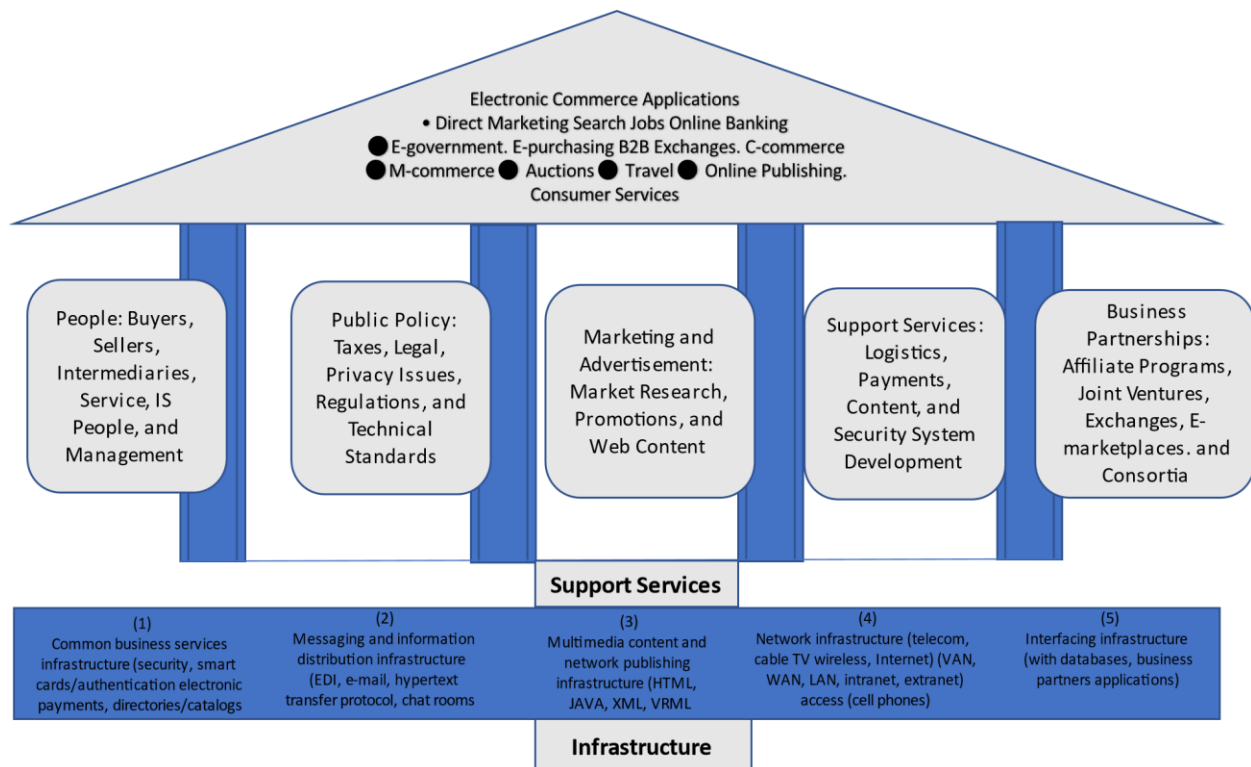 Electronic Commerce Applications
• Direct Marketing Search Jobs Online Banking
● E-government. E-purchasing B2B Exchanges. C-commerce
● M-commerce ● Auctions ● Travel ● Online Publishing.
Consumer Services
People: Buyers,
Sellers,
Intermediaries,
Service, IS
People, and
Management
Public Policy:
Taxes, Legal,
Privacy Issues,
Regulations, and
Technical
Standards
Marketing and
Advertisement:
Market Research,
Promotions, and
Web Content
Support Services:
Logistics,
Payments,
Content, and
Security System
Development
Business
Partnerships:
Affiliate Programs,
Joint Ventures,
Exchanges, E-
marketplaces. and
Consortia
Support Services
(1)
Common business services
infrastructure (security, smart
cards/authentication electronic
payments, directories/catalogs
(2)
Messaging and information
distribution infrastructure
(EDI, e-mail, hypertext
transfer protocol, chat rooms
(3)
Multimedia content and
network publishing
infrastructure (HTML,
JAVA, XML, VRML
(4)
Network infrastructure (telecom,
cable TV wireless, Internet) (VAN,
WAN, LAN, intranet, extranet)
access (cell phones)
(5)
Interfacing infrastructure
(with databases, business
partners applications)
Infrastructure